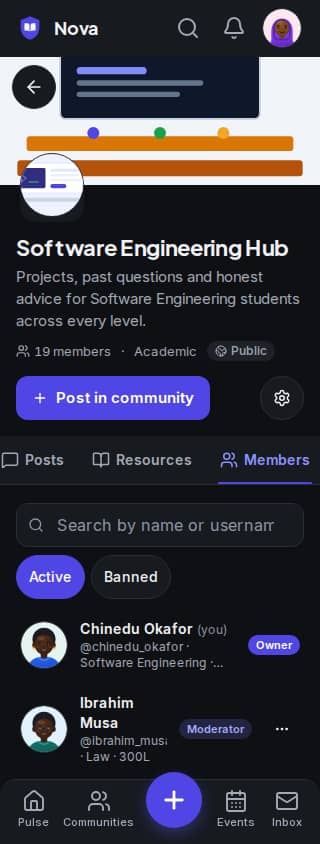 Nova
Software Engineering Hub
Projects, past questions and honest
advice for Software Engineering students
across every level.
19 members · Academic Public
+ Post in community
Posts Resources Members
Search by name or usernam
Active Banned
Chinedu Okafor (you)
@chinedu_okafor ·
Software Engineering ·...
Owner
Ibrahim
Musa
@ibrahim_musa
· Law · 300L
Moderator
Pulse Communities Events Inbox